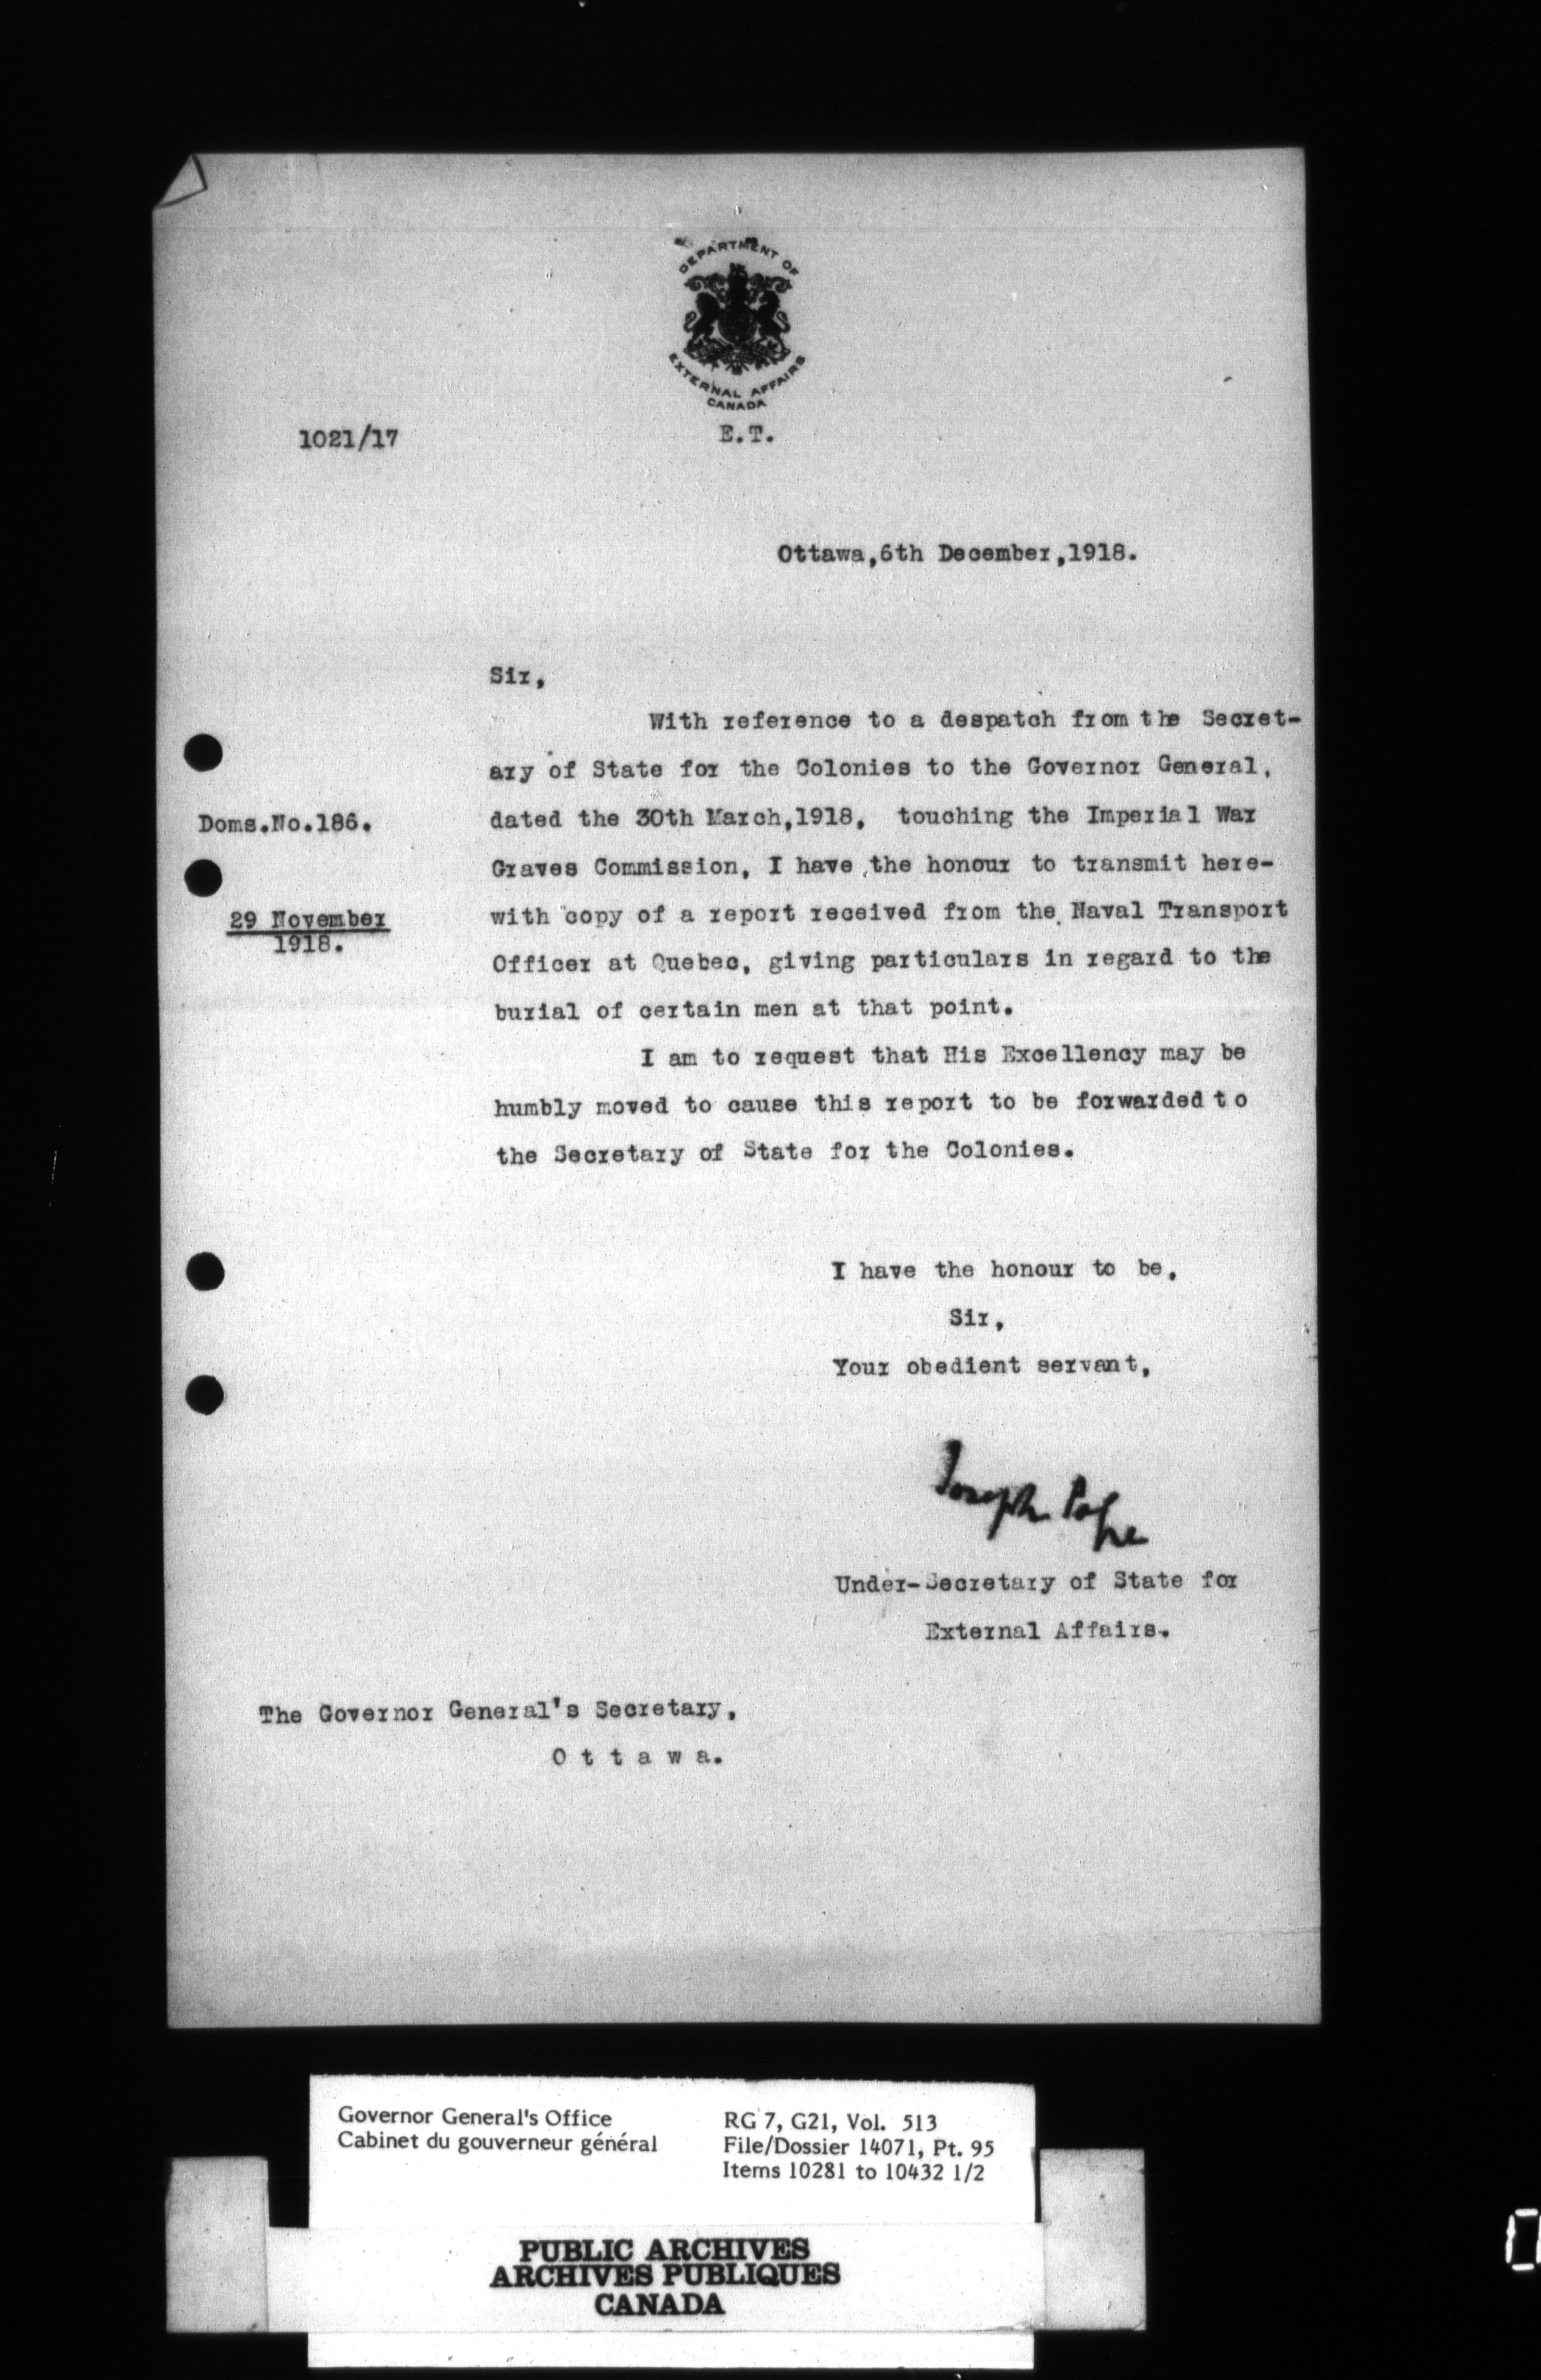 DEPARTMENT OF
EXTERNAL AFFAIRS
CANADA
1021/17
E.T.
Ottawa,6th December,1918.
Sir,
With reference to a despatch from the Secret-
ary of State for the Colonies to the Governor General,
Doms.No.186.
dated the 30th March,1918, touching the Imperial War
Graves Commission, I have the honour to transmit here-
29 November
1918.
with copy of a report received from the Naval Transport
Officer at Quebec, giving particulars in regard to the
burial of certain men at that point.
I am to request that His Excellency may be
humbly moved to cause this report to be forwarded to
the Secretary of State for the Colonies.
I have the honour to be,
Sir,
Your obedient servant,
Joseph Pope
Under-Secretary of State for
External Affairs.
The Governor General's Secretary,
O t t a w a.
Governor General's Office
Cabinet du gouverneur général
RG 7, G21, Vol. 513
File/Dossier 14071, Pt. 95
Items 10281 to 10432 1/2
PUBLIC ARCHIVES
ARCHIVES PUBLIQUES
CANADA